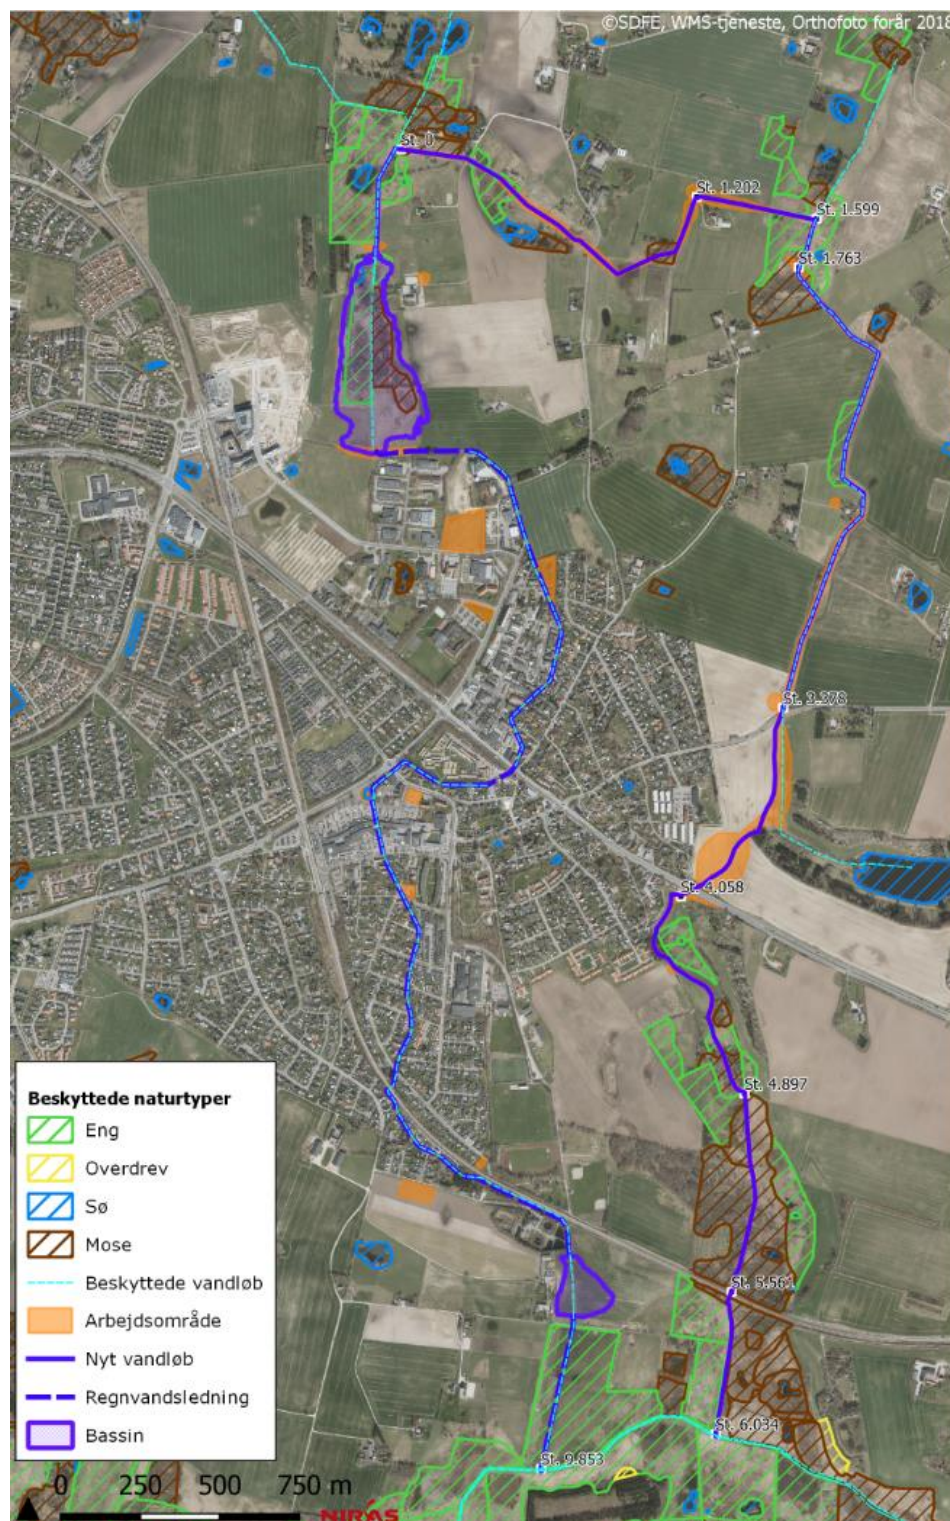 ©SDFE, WMS-tjeneste, Orthofoto forår 2018
St. 0
St. 1.202
St. 1.599
St. 1.763
St. 3.378
St. 4.058
St. 4.897
St. 5.561
St. 6.034
St. 9.853
Beskyttede naturtyper
Eng
Overdrev
Sø
Mose
Beskyttede vandløb
Arbejdsområde
Nyt vandløb
Regnvandsledning
Bassin
0 250 500 750 m
NIRÁS